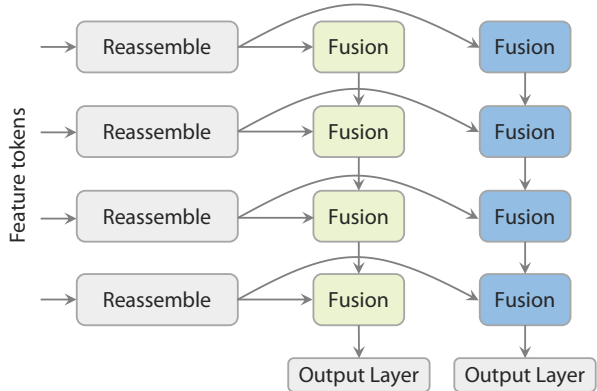 Feature tokens
Reassemble
Fusion
Fusion
Reassemble
Fusion
Fusion
Reassemble
Fusion
Fusion
Reassemble
Fusion
Fusion
Output Layer
Output Layer